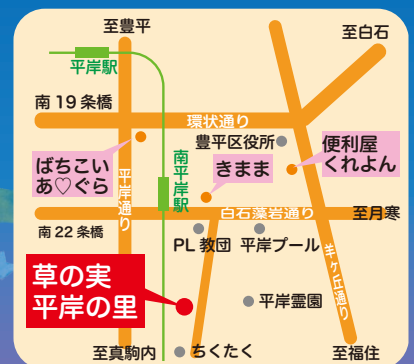 至豊平
至白石
平岸駅
南19条橋
環状通り
豊平区役所
ばちこい
あ♡ぐら
平岸通り
南平岸駅
きまま
便利屋
くれよん
南22条橋
白石藻岩通り
至月寒
PL教団
平岸プール
羊ヶ丘通り
草の実
平岸の里
平岸霊園
至真駒内
ちくたく
至福住